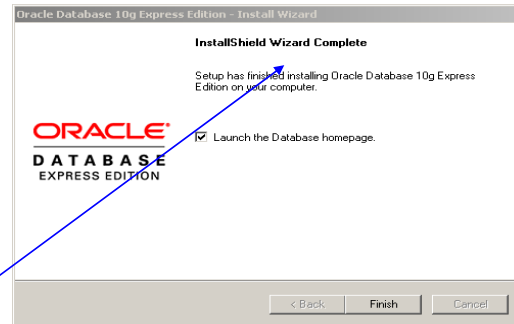 Oracle Database 10g Express Edition - Install Wizard
InstallShield Wizard Complete
Setup has finished installing Oracle Database 10g Express
Edition on your computer.
ORACLE®
DATABASE
EXPRESS EDITION
Launch the Database homepage.
< Back
Finish
Cancel